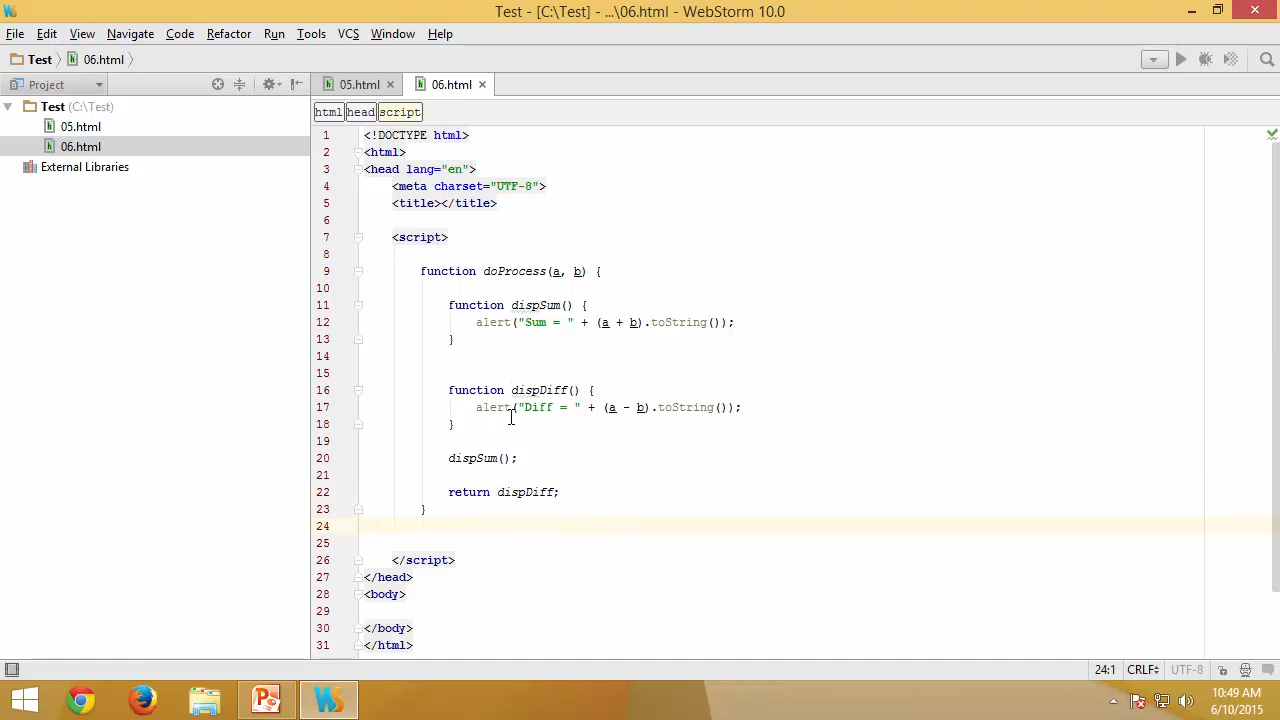 Test - [C:\Test] - ...\06.html - WebStorm 10.0
File Edit View Navigate Code Refactor Run Tools VCS Window Help
Test 06.html
Project 05.html 06.html
Test (C:\Test)
05.html
06.html
External Libraries
html head script
1 <!DOCTYPE html>
2 <html>
3 <head lang="en">
4 <meta charset="UTF-8">
5 <title></title>
6
7 <script>
8
9 function doProcess(a, b) {
10
11 function dispSum() {
12 alert("Sum = " + (a + b).toString());
13 }
14
15
16 function dispDiff() {
17 alert("Diff = " + (a - b).toString());
18 }
19
20 dispSum();
21
22 return dispDiff;
23 }
24
25
26 </script>
27 </head>
28 <body>
29
30 </body>
31 </html>
24:1 CRLF UTF-8
10:49 AM
6/10/2015